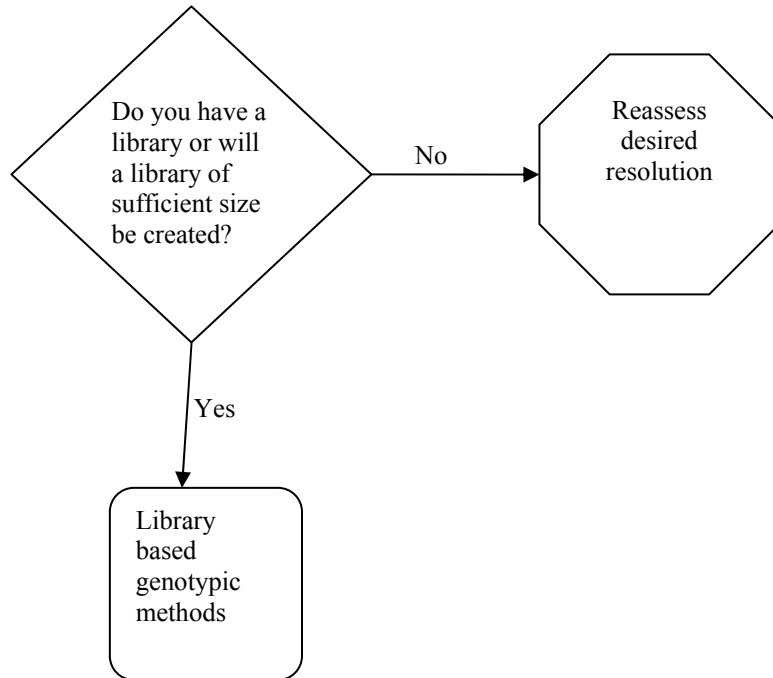 Do you have a
library or will
a library of
sufficient size
be created?
No
Reassess
desired
resolution
Yes
Library
based
genotypic
methods